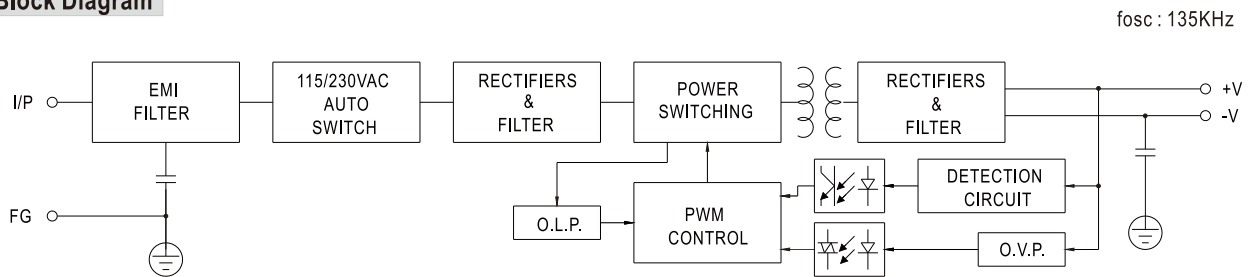 Block Diagram
fosc : 135KHz
I/P
EMI
FILTER
115/230VAC
AUTO
SWITCH
RECTIFIERS
&
FILTER
POWER
SWITCHING
RECTIFIERS
&
FILTER
+V
-V
FG
O.L.P.
PWM
CONTROL
DETECTION
CIRCUIT
O.V.P.